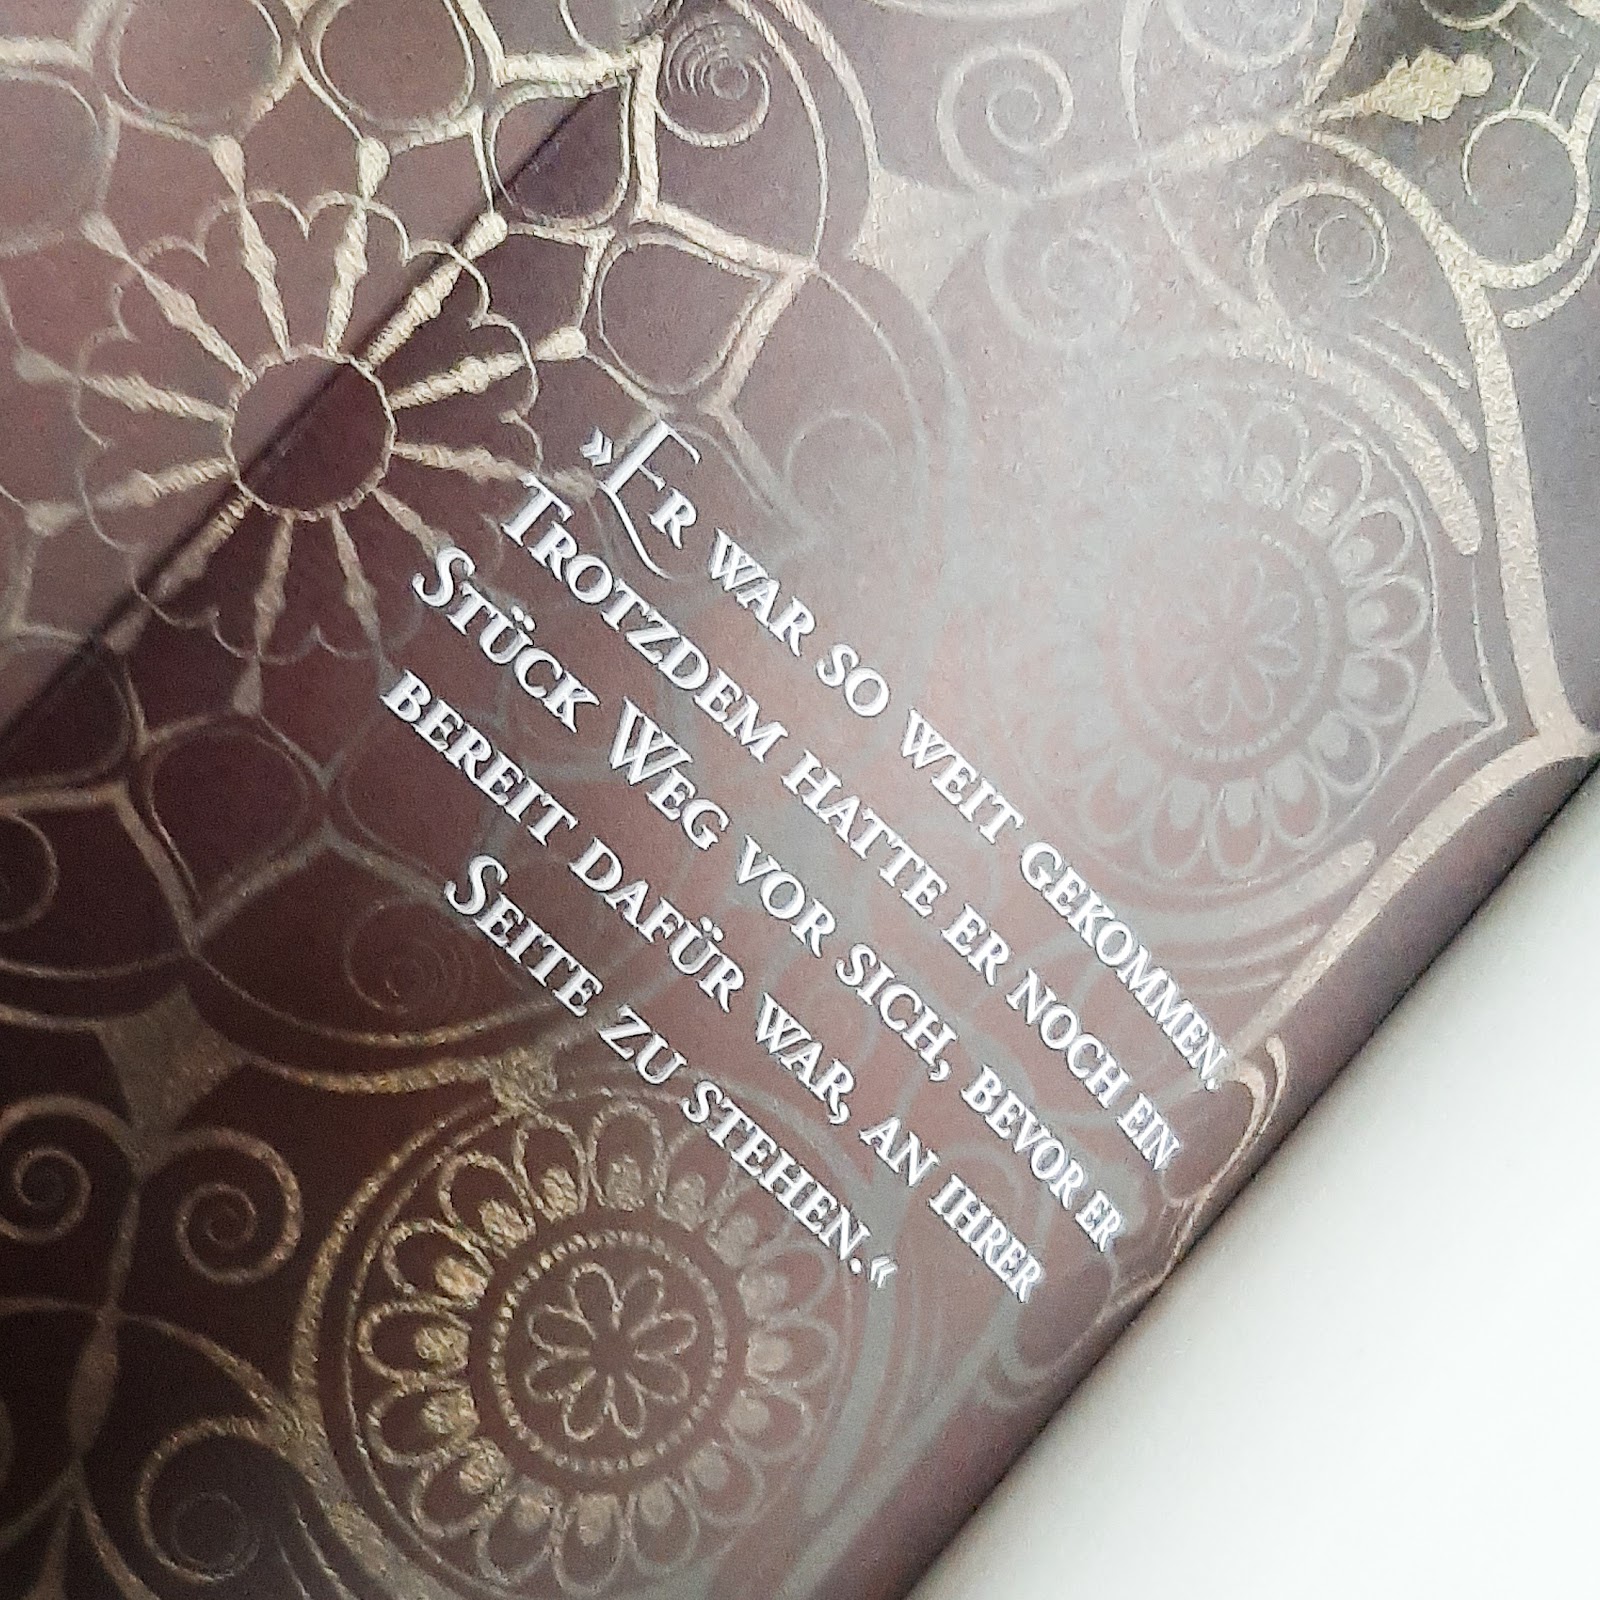 »Er war so weit gekommen.
Trotzdem hatte er noch ein
Stück Weg vor sich, bevor er
bereit dafür war, an ihrer
Seite zu stehen.«